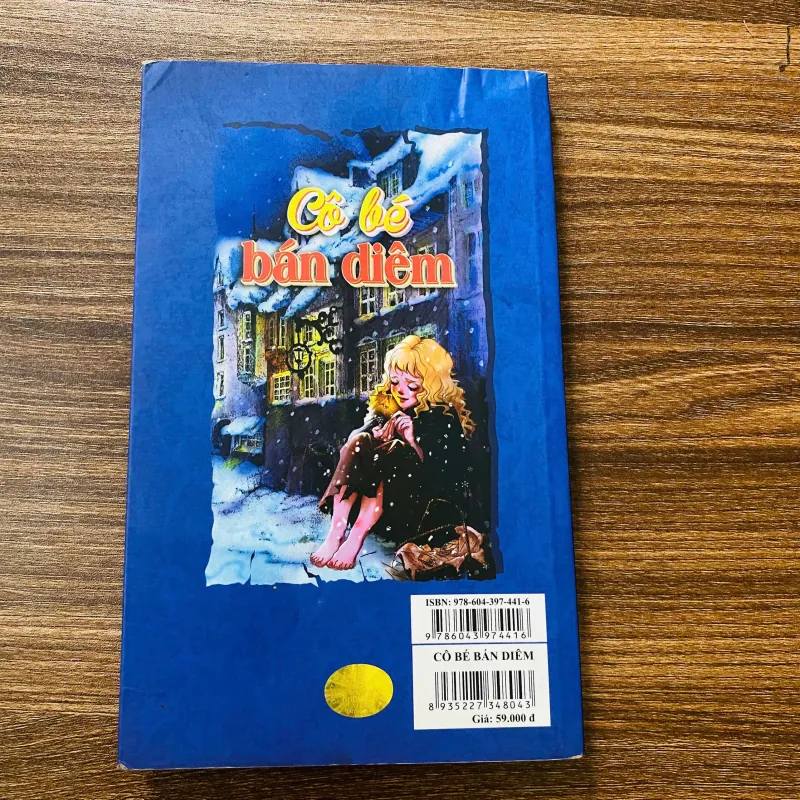 Cô bé
bán diêm
ISBN: 978-604-397-441-6
9 786043 974416
CÔ BÉ BÁN DIÊM
8 935227 348043
Giá: 59.000 đ